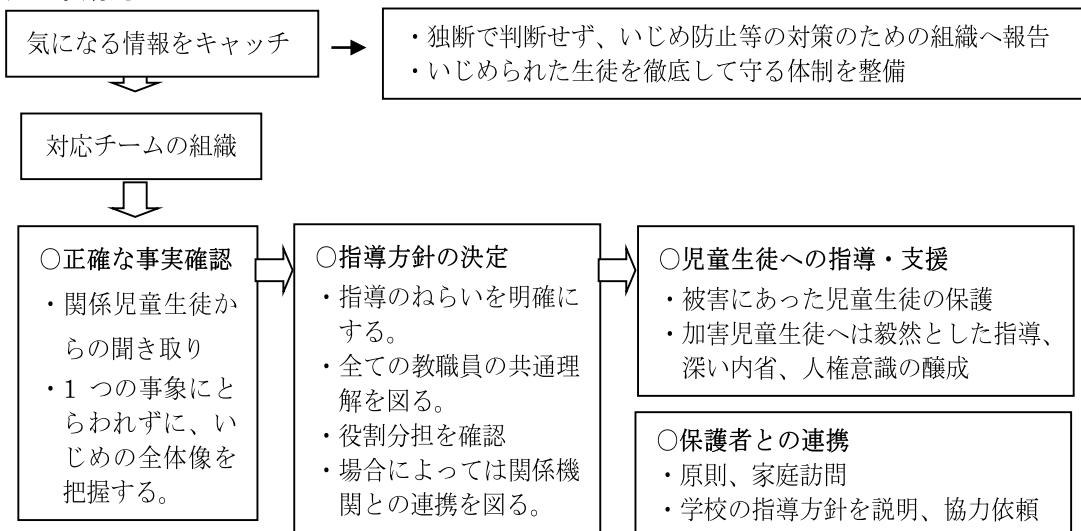 気になる情報をキャッチ
・独断で判断せず、いじめ防止等の対策のための組織へ報告
・いじめられた生徒を徹底して守る体制を整備
対応チームの組織
○正確な事実確認
・関係児童生徒か
らの聞き取り
・1 つの事象にと
らわれずに、い
じめの全体像を
把握する。
○指導方針の決定
・指導のねらいを明確に
する。
・全ての教職員の共通理
解を図る。
・役割分担を確認
・場合によっては関係機
関との連携を図る。
○児童生徒への指導・支援
・被害にあった児童生徒の保護
・加害児童生徒へは毅然とした指導、
深い内省、人権意識の醸成
○保護者との連携
・原則、家庭訪問
・学校の指導方針を説明、協力依頼